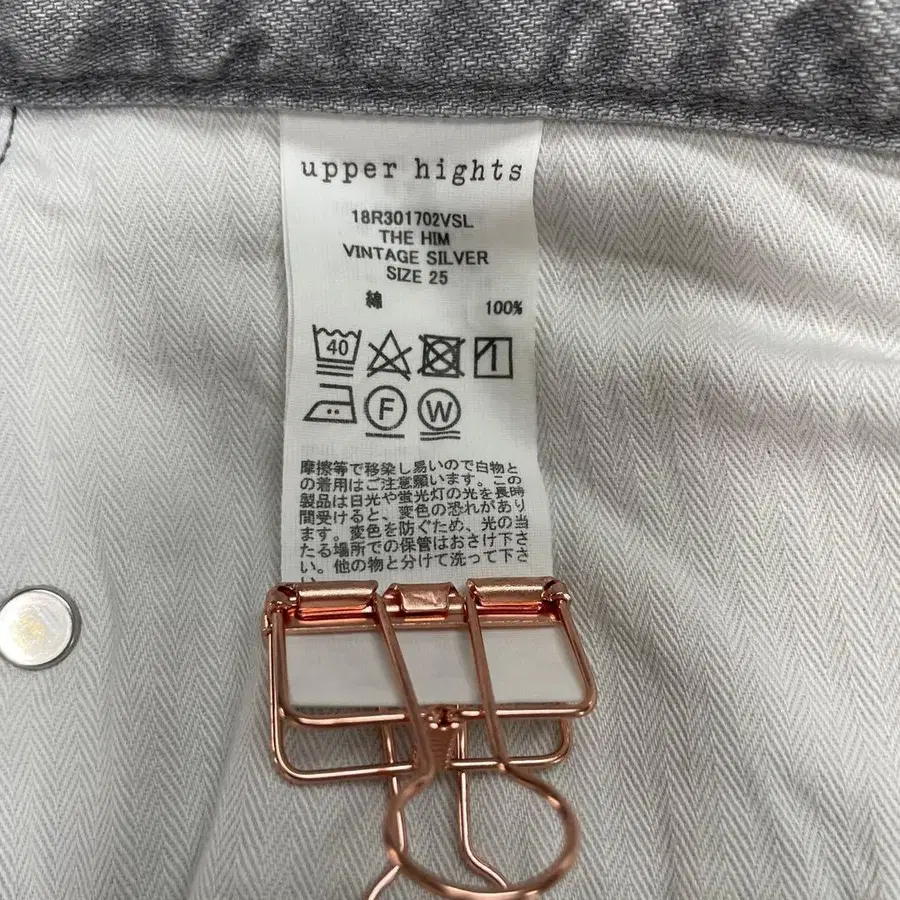 upper hights
18R301702VSL
THE HIM
VINTAGE SILVER
SIZE 25
綿 100%
40
F W
摩擦等で移染し易いので白物と
の着用はご注意願います。この
製品は日光や蛍光灯の光を長時
間受けると、変色の恐れがあり
ます。変色を防ぐため、光の当
たる場所での保管はおさけ下さ
い。他の物と分けて洗って下さ
い。